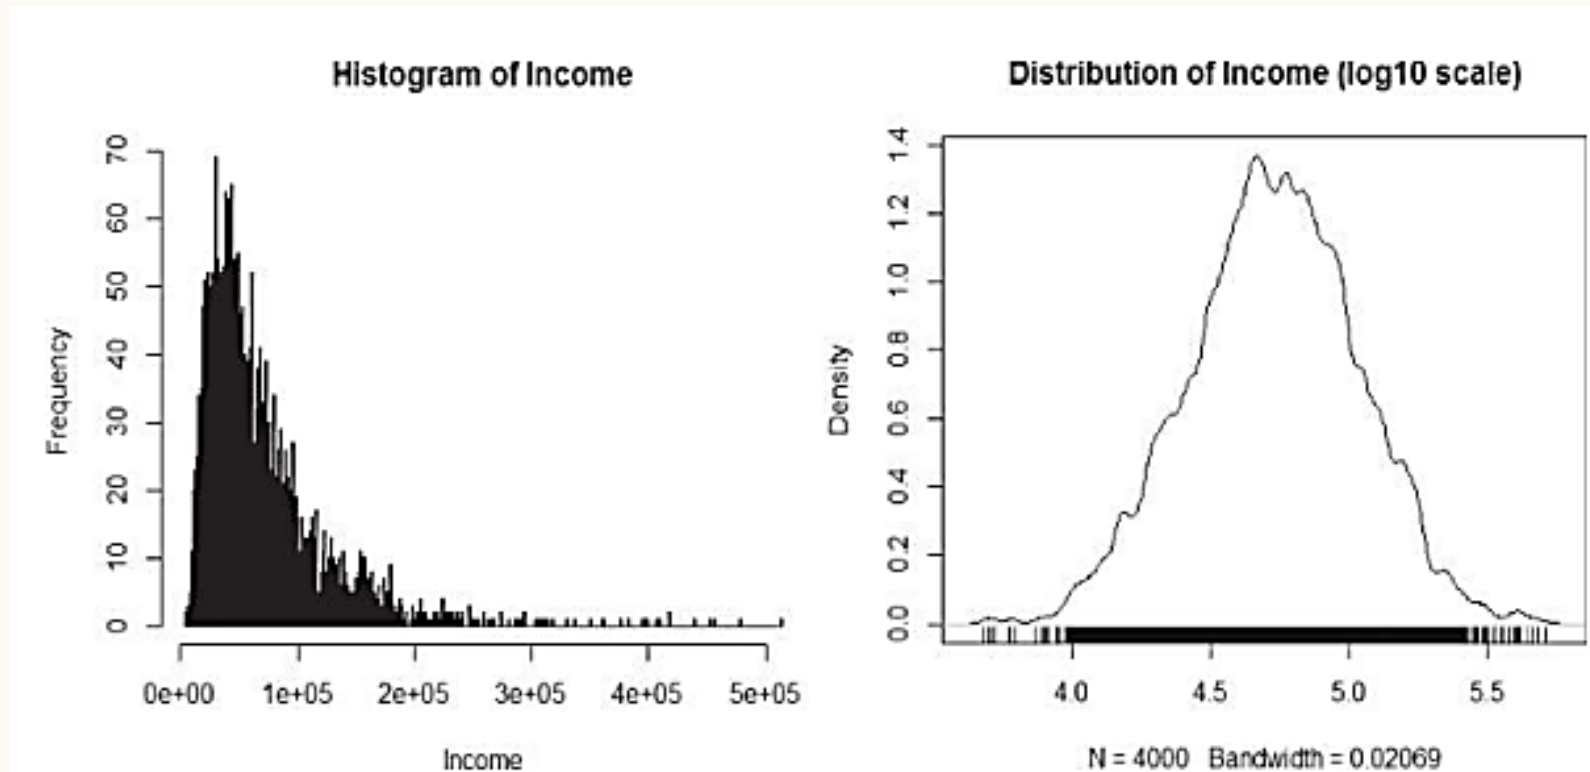 Histogram of Income
Frequency
70
60
50
40
30
20
10
0
0e+00 1e+05 2e+05 3e+05 4e+05 5e+05
Income
Distribution of Income (log10 scale)
Density
1.4
1.2
1.0
0.8
0.6
0.4
0.2
0.0
4.0 4.5 5.0 5.5
N = 4000 Bandwidth = 0.02069